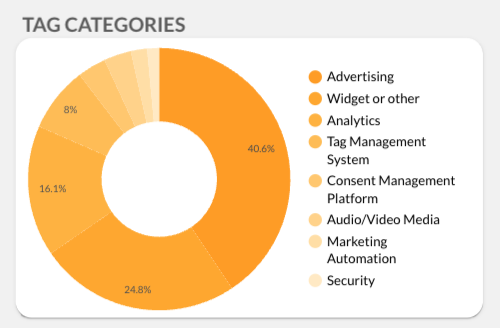 TAG CATEGORIES
8%
40.6%
16.1%
24.8%
Advertising
Widget or other
Analytics
Tag Management
System
Consent Management
Platform
Audio/Video Media
Marketing
Automation
Security